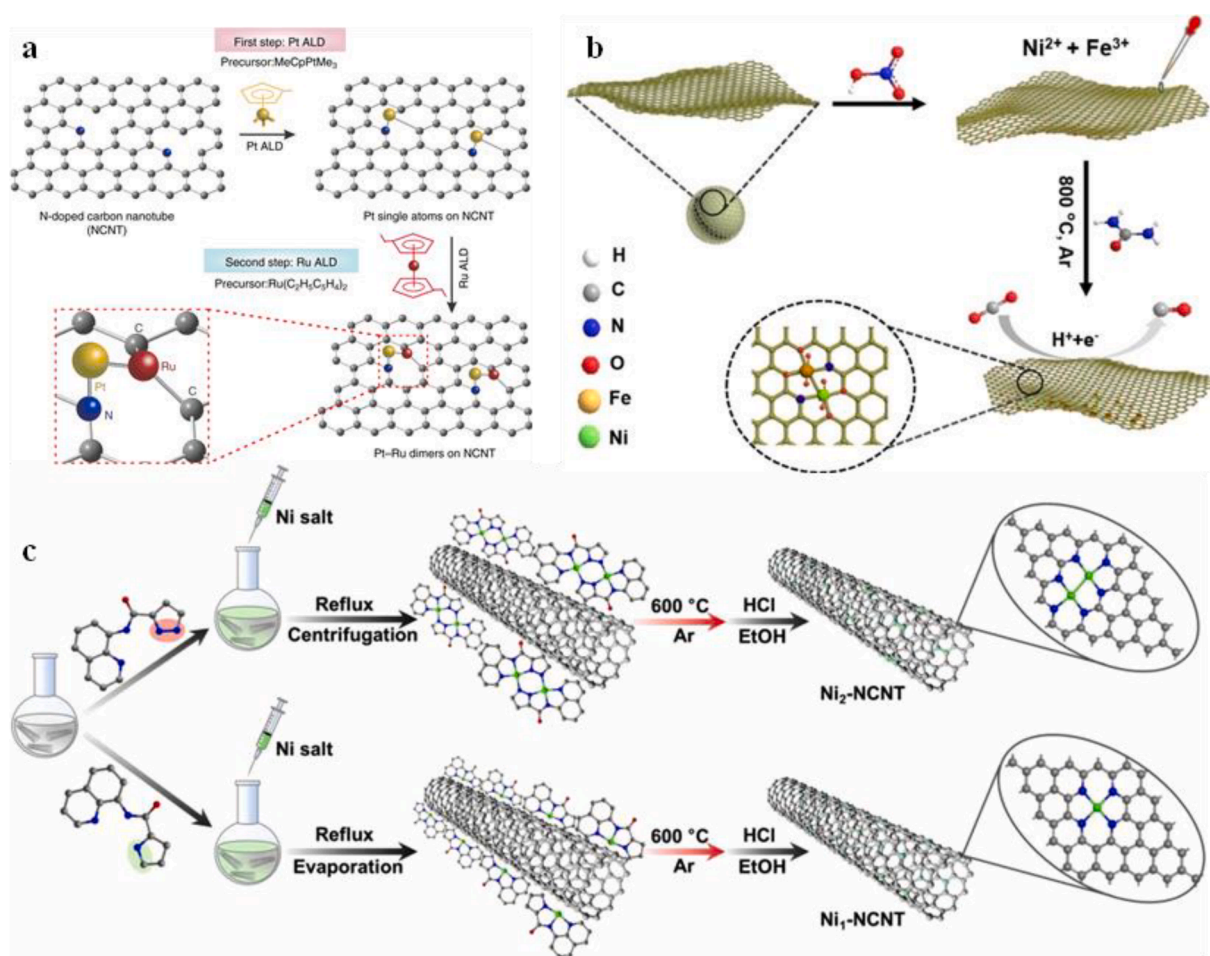 a
First step: Pt ALD
Precursor:MeCpPtMe₃
Pt ALD
N-doped carbon nanotube
(NCNT)
Pt single atoms on NCNT
Second step: Ru ALD
Precursor:Ru(C₂H₅C₅H₄)₂
Ru ALD
C
Ru
Pt
C
N
Pt–Ru dimers on NCNT
b
Ni²⁺ + Fe³⁺
800 °C, Ar
H
C
N
O
Fe
Ni
H⁺+e⁻
c
Ni salt
Reflux
Centrifugation
600 °C
Ar
HCl
EtOH
Ni₂-NCNT
Ni salt
Reflux
Evaporation
600 °C
Ar
HCl
EtOH
Ni₁-NCNT